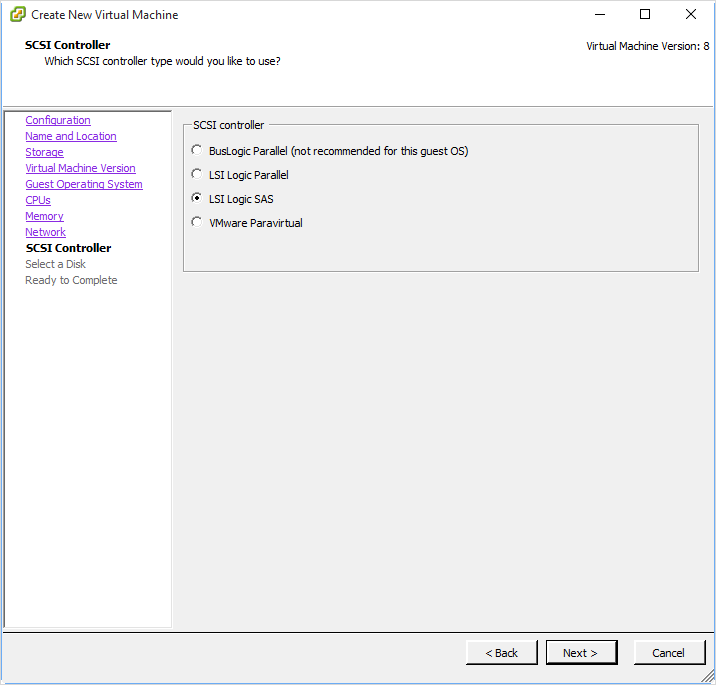 Create New Virtual Machine
SCSI Controller
Which SCSI controller type would you like to use?
Virtual Machine Version: 8
Configuration
Name and Location
Storage
Virtual Machine Version
Guest Operating System
CPUs
Memory
Network
SCSI Controller
Select a Disk
Ready to Complete
SCSI controller
BusLogic Parallel (not recommended for this guest OS)
LSI Logic Parallel
LSI Logic SAS
VMware Paravirtual
< Back
Next >
Cancel